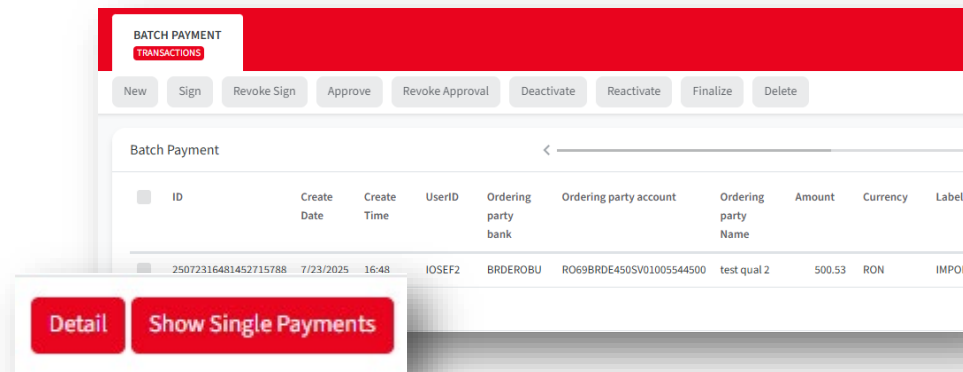 BATCH PAYMENT
TRANSACTIONS
New Sign Revoke Sign Approve Revoke Approval Deactivate Reactivate Finalize Delete
Batch Payment
ID Create Date Create Time UserID Ordering party bank Ordering party account Ordering party Name Amount Currency Label
25072316481452715788 7/23/2025 16:48 IOSEF2 BRDEROBU RO69BRDE450SV01005544500 test qual 2 500.53 RON IMPO
Detail Show Single Payments